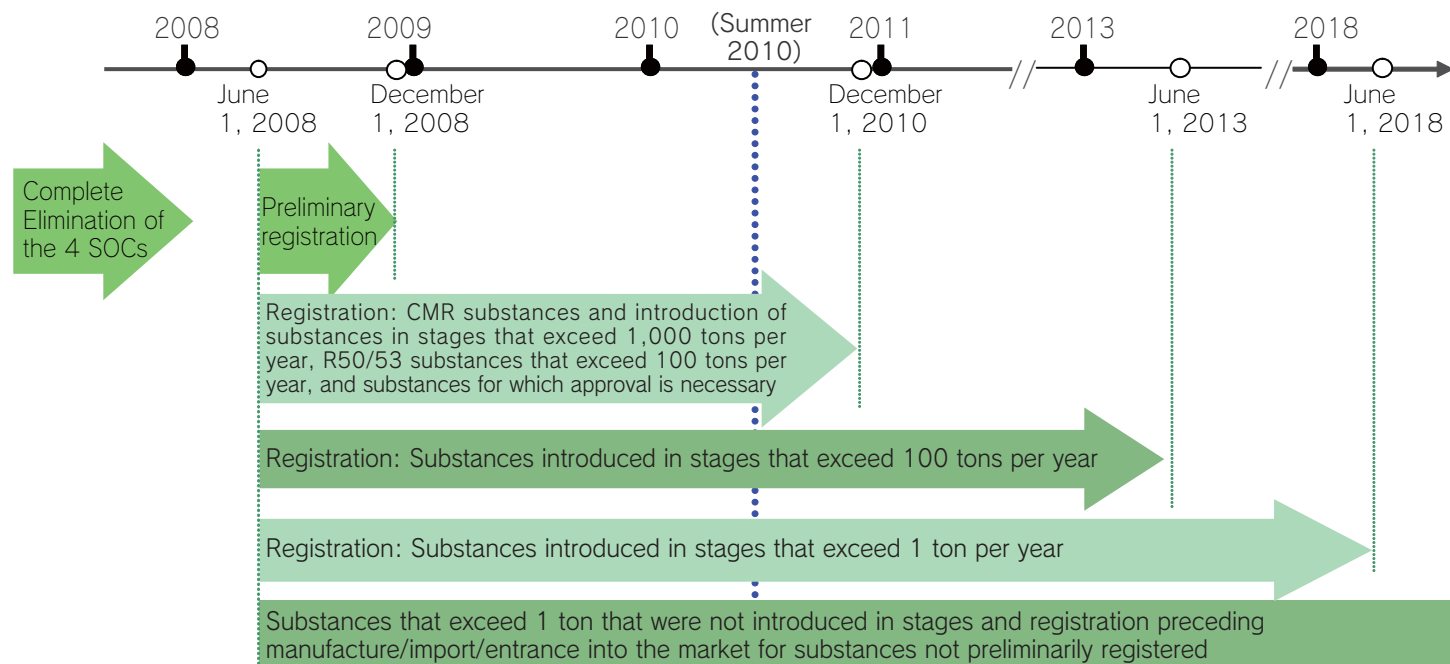 2008
2009
2010
(Summer
2010)
2011
2013
2018
June
1, 2008
December
1, 2008
December
1, 2010
June
1, 2013
June
1, 2018
Complete
Elimination of
the 4 SOCs
Preliminary
registration
Registration: CMR substances and introduction of
substances in stages that exceed 1,000 tons per
year, R50/53 substances that exceed 100 tons per
year, and substances for which approval is necessary
Registration: Substances introduced in stages that exceed 100 tons per year
Registration: Substances introduced in stages that exceed 1 ton per year
Substances that exceed 1 ton that were not introduced in stages and registration preceding
manufacture/import/entrance into the market for substances not preliminarily registered